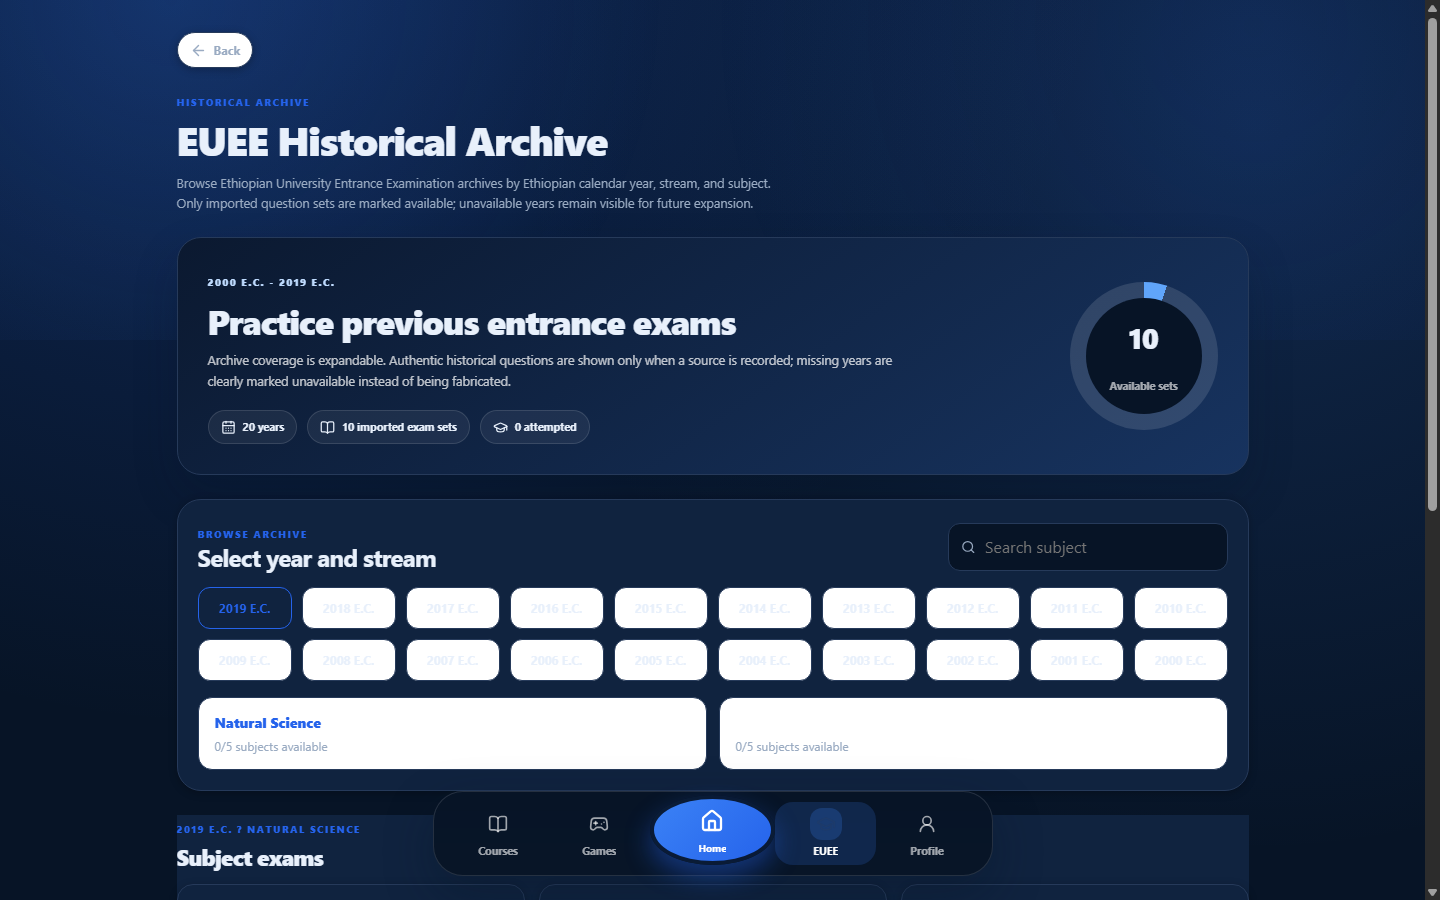 Back
HISTORICAL ARCHIVE
EUEE Historical Archive
Browse Ethiopian University Entrance Examination archives by Ethiopian calendar year, stream, and subject.
Only imported question sets are marked available; unavailable years remain visible for future expansion.
2000 E.C. - 2019 E.C.
Practice previous entrance exams
Archive coverage is expandable. Authentic historical questions are shown only when a source is recorded; missing years are
clearly marked unavailable instead of being fabricated.
20 years
10 imported exam sets
0 attempted
10
Available sets
BROWSE ARCHIVE
Select year and stream
Search subject
2019 E.C.
2018 E.C.
2017 E.C.
2016 E.C.
2015 E.C.
2014 E.C.
2013 E.C.
2012 E.C.
2011 E.C.
2010 E.C.
2009 E.C.
2008 E.C.
2007 E.C.
2006 E.C.
2005 E.C.
2004 E.C.
2003 E.C.
2002 E.C.
2001 E.C.
2000 E.C.
Natural Science
0/5 subjects available
0/5 subjects available
2019 E.C. ? NATURAL SCIENCE
Subject exams
Courses
Games
Home
EUEE
Profile